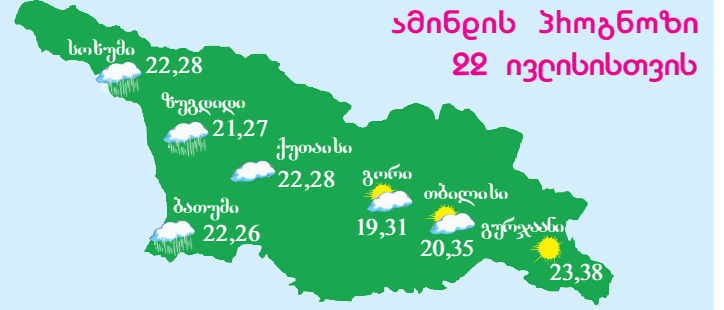 ამინდის პროგნოზი
22 ივლისისთვის
სოხუმი
22,28
ზუგდიდი
21,27
ქუთაისი
22,28
გორი
19,31
თბილისი
20,35
ბათუმი
22,26
გურჯაანი
23,38